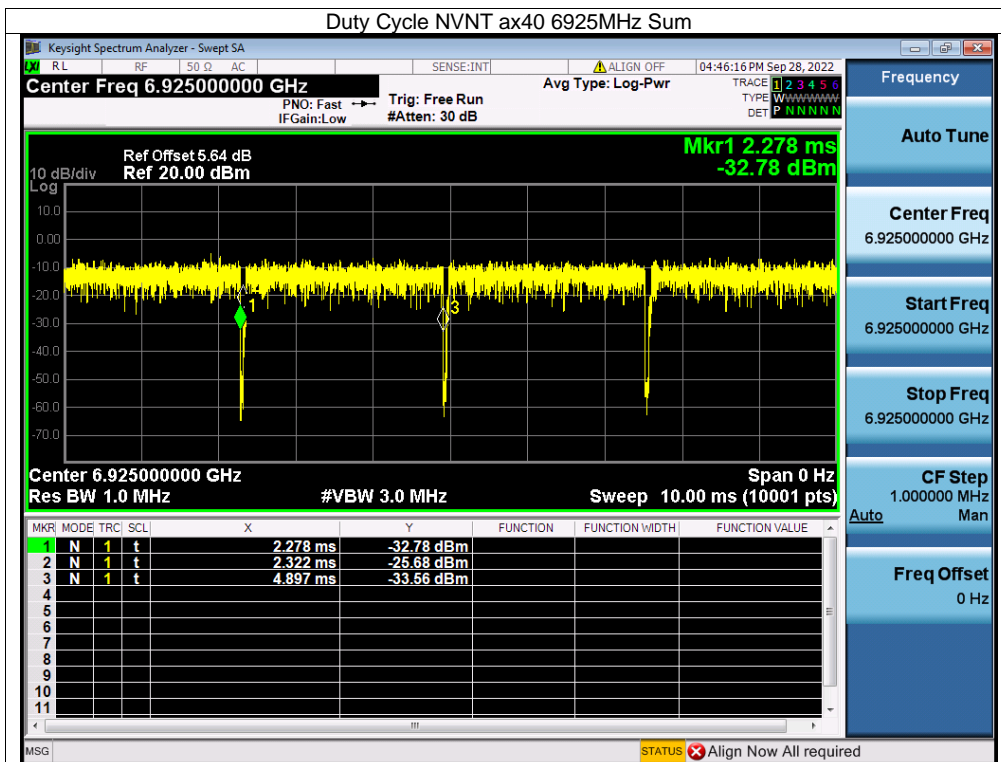 Duty Cycle NVNT ax40 6925MHz Sum
Keysight Spectrum Analyzer - Swept SA
LXI RL RF 50 Ω AC SENSE:INT ALIGN OFF 04:46:16 PM Sep 28, 2022
Center Freq 6.925000000 GHz
PNO: Fast
IFGain:Low
Trig: Free Run
#Atten: 30 dB
Avg Type: Log-Pwr
TRACE 1 2 3 4 5 6
TYPE WWWWWW
DET P N N N N N
Ref Offset 5.64 dB
10 dB/div Ref 20.00 dBm
Log
Mkr1 2.278 ms
-32.78 dBm
10.0
0.00
-10.0
-20.0
-30.0
-40.0
-50.0
-60.0
-70.0
1
3
Center 6.925000000 GHz Span 0 Hz
Res BW 1.0 MHz #VBW 3.0 MHz Sweep 10.00 ms (10001 pts)
MKR MODE TRC SCL X Y FUNCTION FUNCTION WIDTH FUNCTION VALUE
1 N 1 t 2.278 ms -32.78 dBm
2 N 1 t 2.322 ms -25.68 dBm
3 N 1 t 4.897 ms -33.56 dBm
4
5
6
7
8
9
10
11
MSG STATUS Align Now All required
Frequency
Auto Tune
Center Freq
6.925000000 GHz
Start Freq
6.925000000 GHz
Stop Freq
6.925000000 GHz
CF Step
1.000000 MHz
Auto Man
Freq Offset
0 Hz